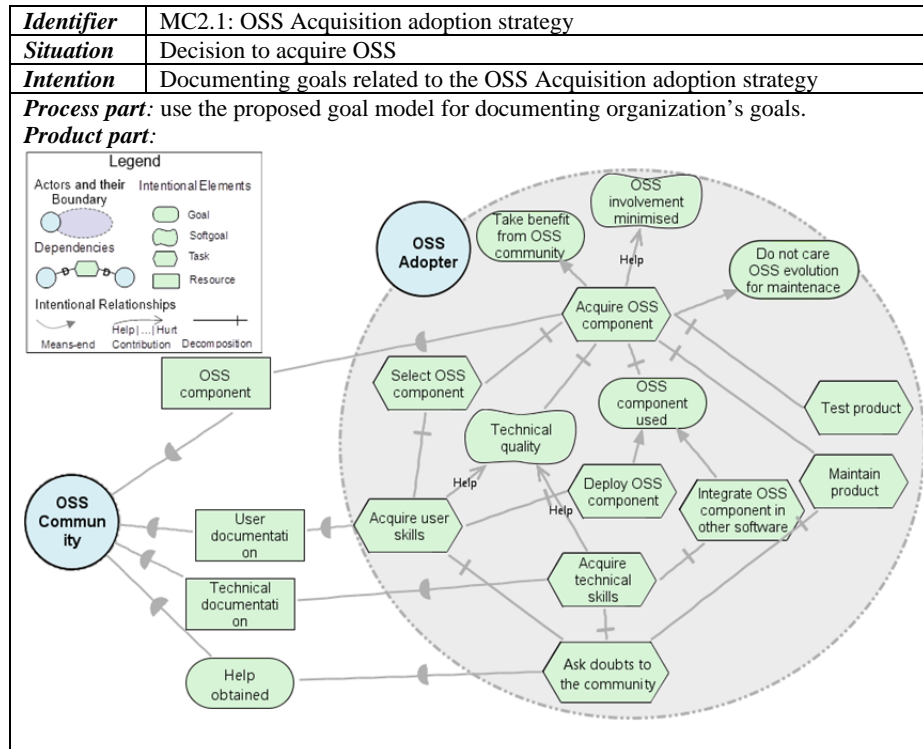 Identifier MC2.1: OSS Acquisition adoption strategy
Situation Decision to acquire OSS
Intention Documenting goals related to the OSS Acquisition adoption strategy
Process part: use the proposed goal model for documenting organization's goals.
Product part:
Legend
Actors and their
Boundary
Dependencies
D D
Intentional Elements
Goal
Softgoal
Task
Resource
Intentional Relationships
Help|...|Hurt
Means-end Contribution Decomposition
OSS
Adopter
Take benefit
from OSS
community
OSS
involvement
minimised
Help
Do not care
OSS evolution
for maintenace
Acquire OSS
component
OSS
component
Select OSS
component
OSS
component
used
Test product
Technical
quality
Help
Help
Deploy OSS
component
Maintain
product
Integrate OSS
component in
other software
OSS
Commun
ity
User
documentati
on
Acquire user
skills
Technical
documentati
on
Acquire
technical
skills
Help
obtained
Ask doubts to
the community